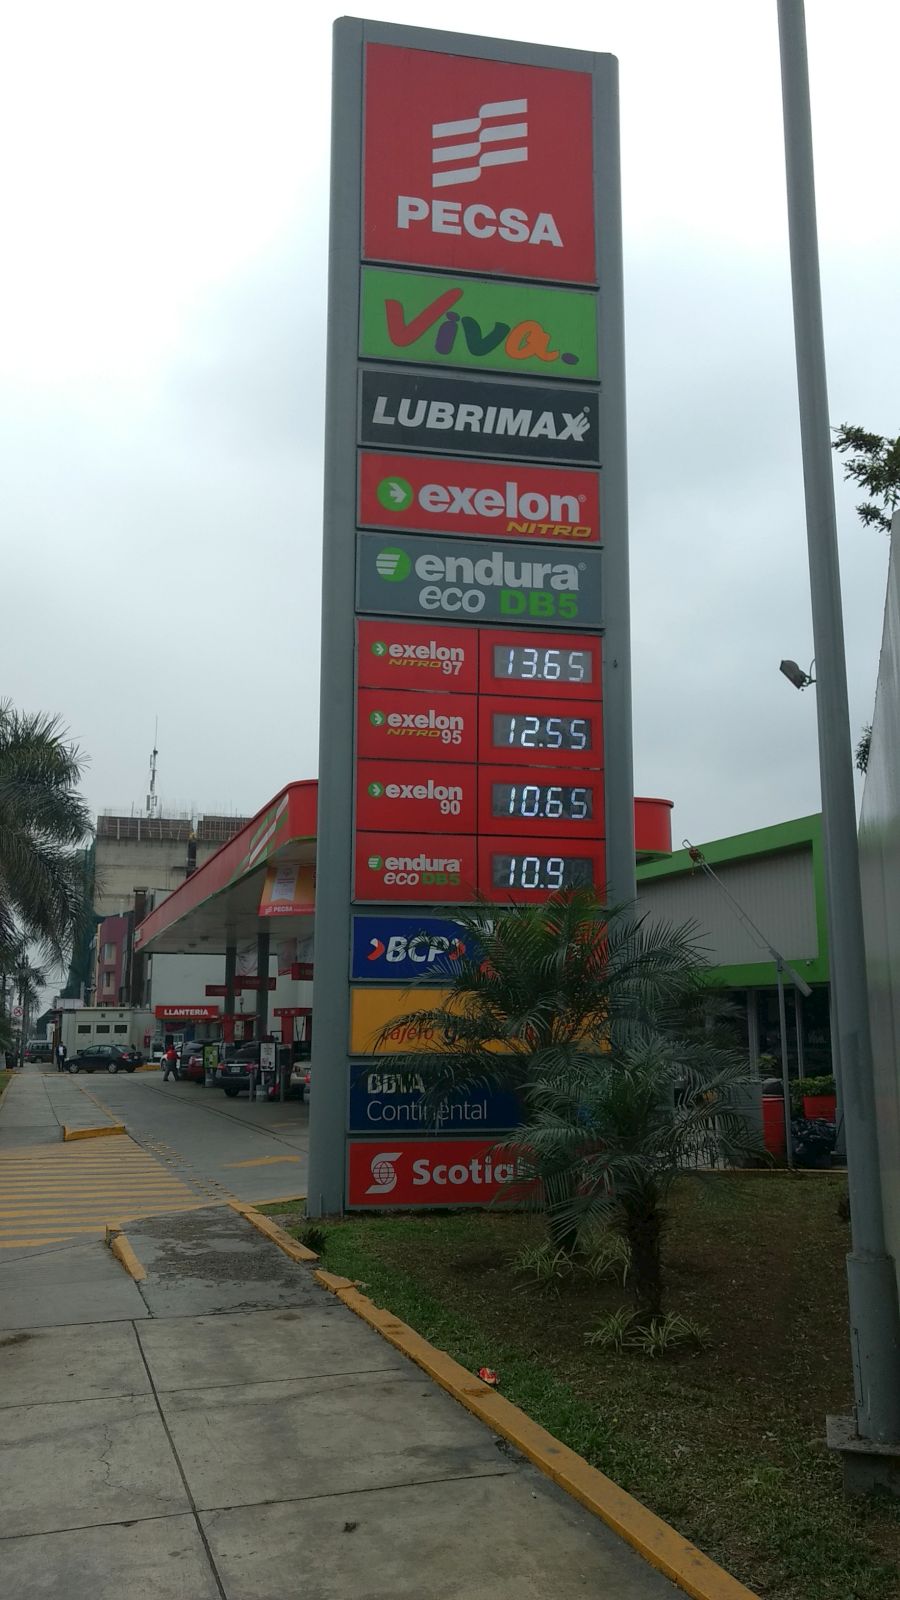 PECSA
Viva.
LUBRIMAX
exelon®
NITRO
endura®
eco DB5
exelon
NITRO 97
13.65
exelon
NITRO 95
12.55
exelon
90
10.65
endura
eco DB5
10.9
BCP
cajero
BBVA
Continental
Scotia
PECSA
LLANTERIA